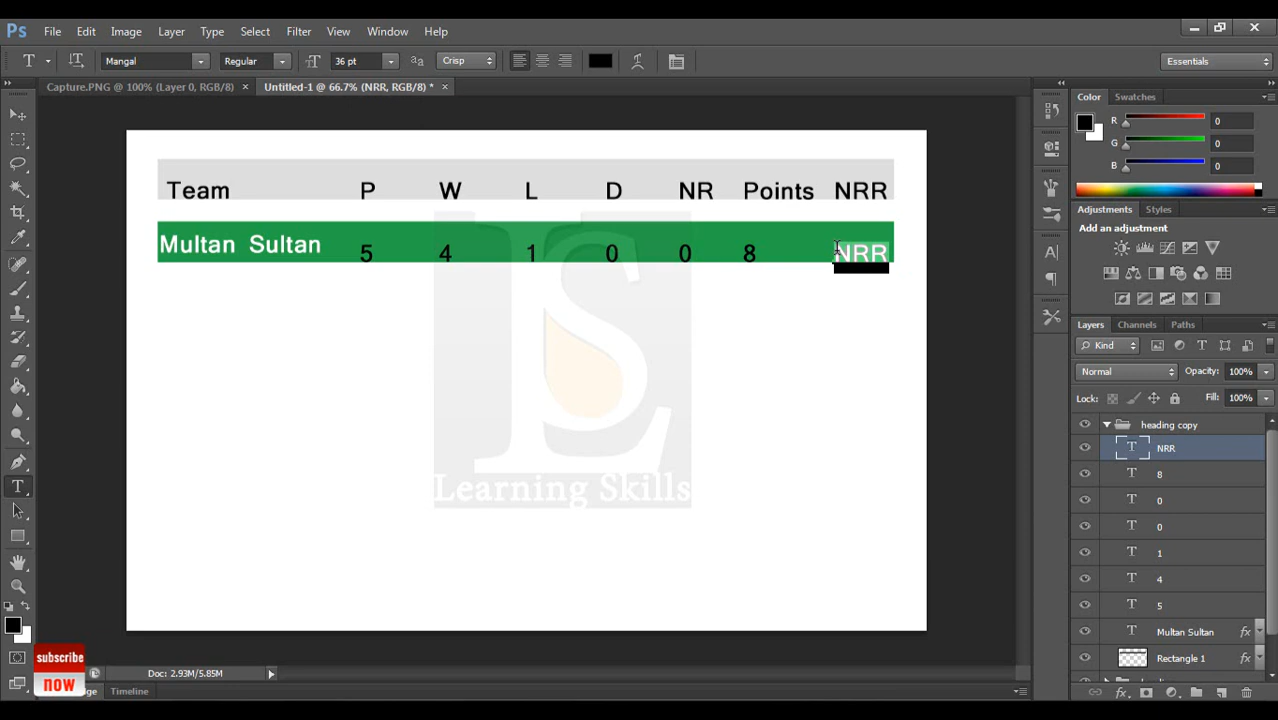 Ps File Edit Image Layer Type Select Filter View Window Help
T Mangal Regular 36 pt Crisp Essentials
Capture.PNG @ 100% (Layer 0, RGB/8) × Untitled-1 @ 66.7% (NRR, RGB/8) * ×
Color Swatches
R 0
G 0
B 0
Adjustments Styles
Add an adjustment
Team P W L D NR Points NRR
Multan Sultan 5 4 1 0 0 8 NRR
LS
Learning Skills
Layers Channels Paths
Kind
Normal Opacity: 100%
Lock: Fill: 100%
heading copy
NRR
8
0
0
1
4
5
Multan Sultan fx
Rectangle 1 fx
subscribe
now
Doc: 2.93M/5.85M
Timeline